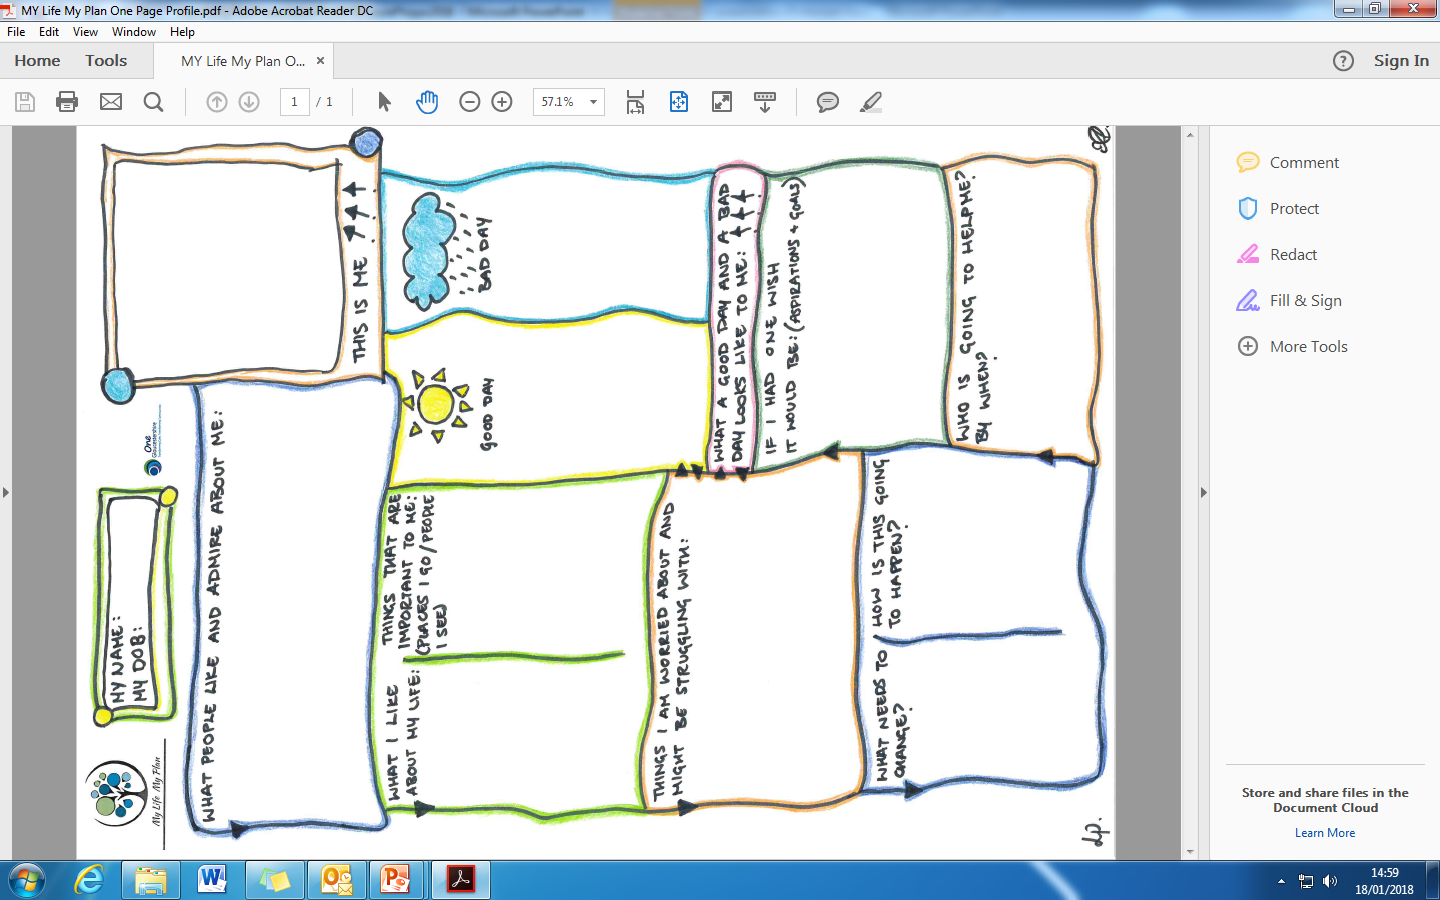 MY Life My Plan One Page Profile.pdf - Adobe Acrobat Reader DC
File Edit View Window Help
Home Tools MY Life My Plan O... × ? Sign In
1 / 1 57.1%
Comment
Protect
Redact
Fill & Sign
More Tools
Store and share files in the
Document Cloud
Learn More
My Life My Plan
MY NAME:
MY DOB:
One
Gloucestershire
THIS IS ME
WHAT PEOPLE LIKE AND ADMIRE ABOUT ME:
WHAT I LIKE
ABOUT MY LIFE:
THINGS THAT ARE
IMPORTANT TO ME:
(PLACES I GO/PEOPLE
I SEE)
GOOD DAY
BAD DAY
WHAT A GOOD DAY AND A BAD
DAY LOOKS LIKE TO ME:
THINGS I AM WORRIED ABOUT AND
MIGHT BE STRUGGLING WITH:
IF I HAD ONE WISH
IT WOULD BE: (ASPIRATIONS + GOALS)
WHAT NEEDS TO
CHANGE?
HOW IS THIS GOING
TO HAPPEN?
WHO IS GOING TO HELP ME?
BY WHEN?
14:59
18/01/2018